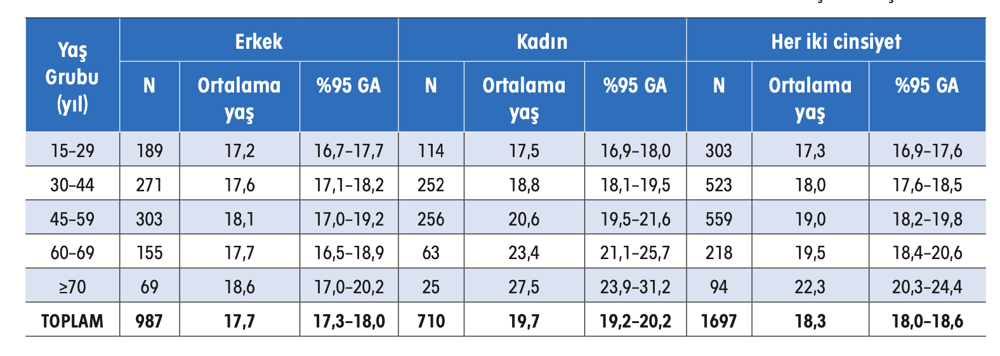 Yaş Grubu (yıl) Erkek Kadın Her iki cinsiyet
N Ortalama yaş %95 GA N Ortalama yaş %95 GA N Ortalama yaş %95 GA
15–29 189 17,2 16,7–17,7 114 17,5 16,9–18,0 303 17,3 16,9–17,6
30–44 271 17,6 17,1–18,2 252 18,8 18,1–19,5 523 18,0 17,6–18,5
45–59 303 18,1 17,0–19,2 256 20,6 19,5–21,6 559 19,0 18,2–19,8
60–69 155 17,7 16,5–18,9 63 23,4 21,1–25,7 218 19,5 18,4–20,6
≥70 69 18,6 17,0–20,2 25 27,5 23,9–31,2 94 22,3 20,3–24,4
TOPLAM 987 17,7 17,3–18,0 710 19,7 19,2–20,2 1697 18,3 18,0–18,6